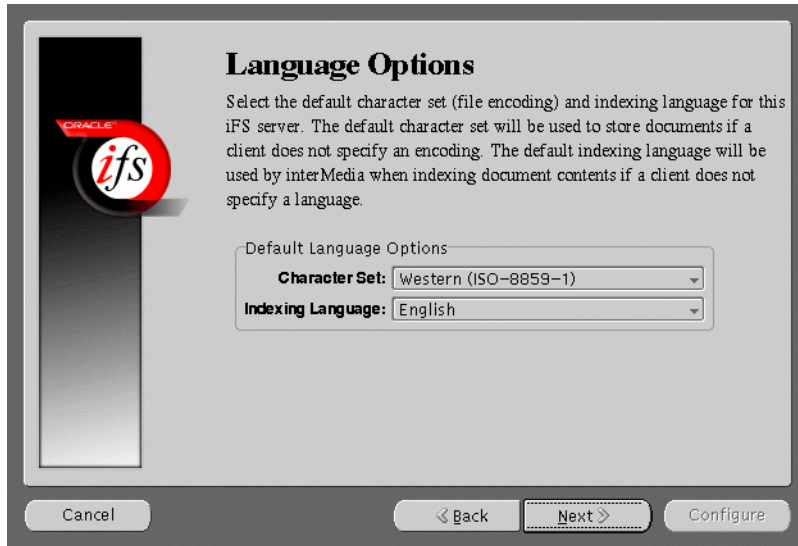 Language Options
Select the default character set (file encoding) and indexing language for this
iFS server. The default character set will be used to store documents if a
client does not specify an encoding. The default indexing language will be
used by interMedia when indexing document contents if a client does not
specify a language.
ORACLE®
ifs
Default Language Options
Character Set: Western (ISO-8859-1)
Indexing Language: English
Cancel
Back
Next
Configure